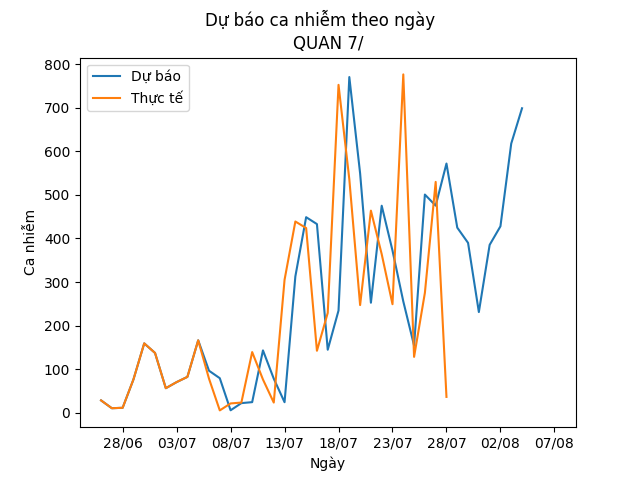 Dự báo ca nhiễm theo ngày
QUAN 7/
Dự báo
Thực tế
800
700
600
500
400
300
200
100
0
Ca nhiễm
28/06 03/07 08/07 13/07 18/07 23/07 28/07 02/08 07/08
Ngày